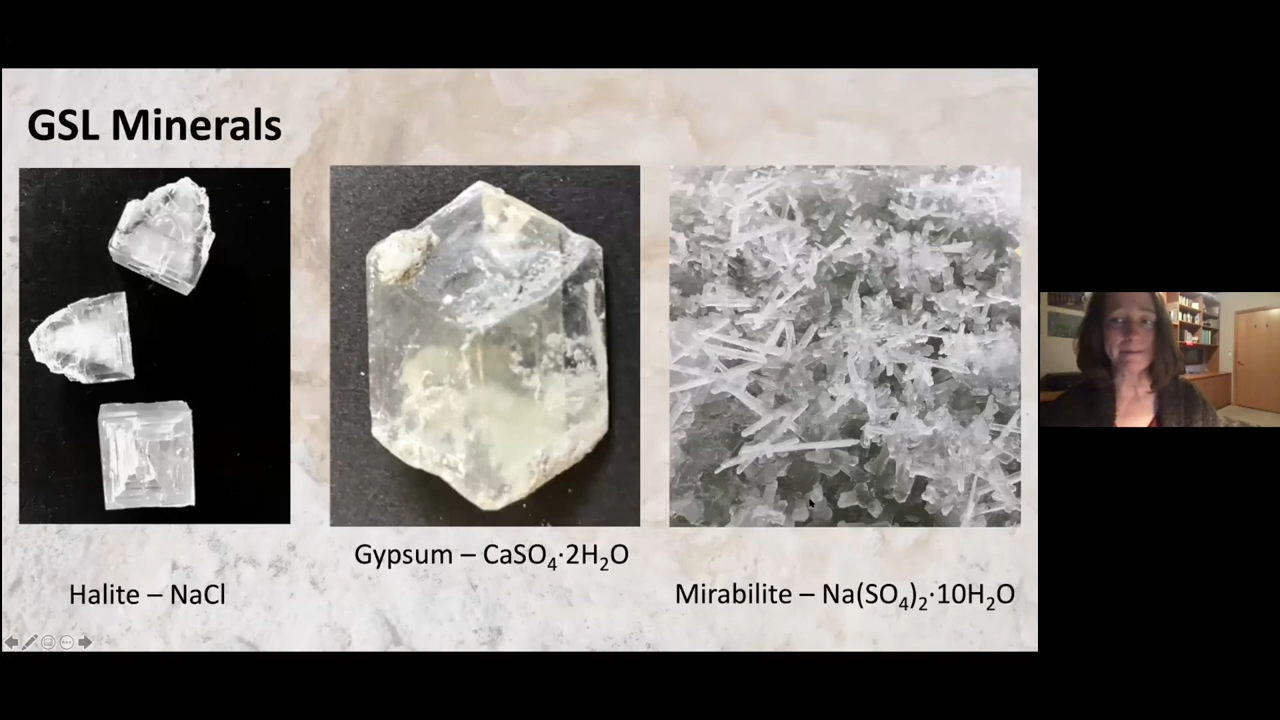 GSL Minerals
Gypsum – CaSO₄·2H₂O
Halite – NaCl
Mirabilite – Na(SO₄)₂·10H₂O